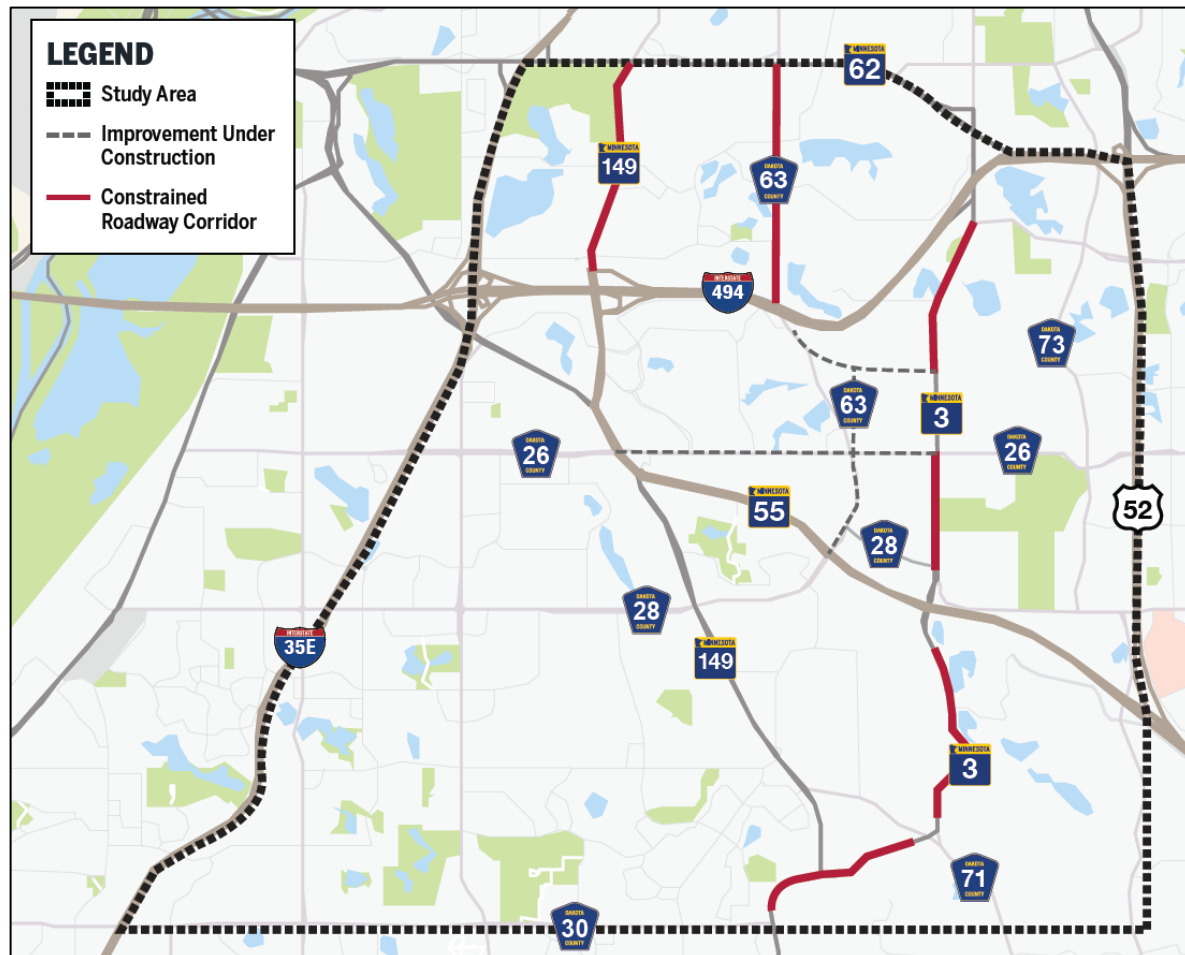 LEGEND
Study Area
Improvement Under
Construction
Constrained
Roadway Corridor
MINNESOTA
62
MINNESOTA
149
DAKOTA
63
COUNTY
INTERSTATE
494
DAKOTA
73
COUNTY
DAKOTA
63
COUNTY
MINNESOTA
3
DAKOTA
26
COUNTY
DAKOTA
26
COUNTY
MINNESOTA
55
52
DAKOTA
28
COUNTY
DAKOTA
28
COUNTY
INTERSTATE
35E
MINNESOTA
149
MINNESOTA
3
DAKOTA
71
COUNTY
DAKOTA
30
COUNTY